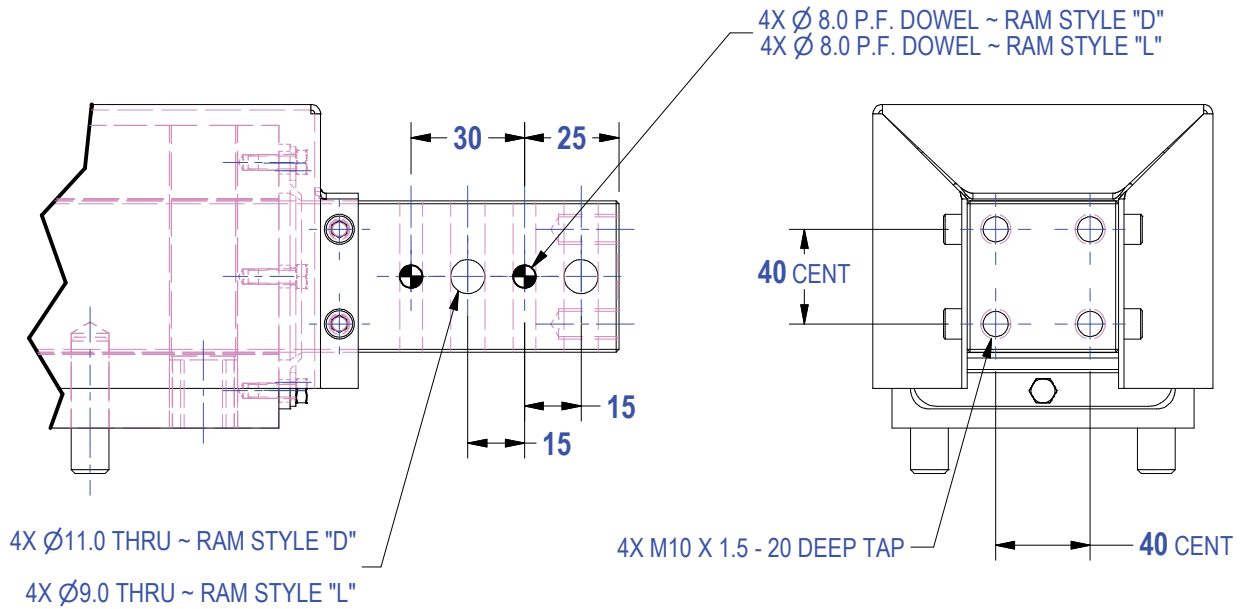 4X Ø 8.0 P.F. DOWEL ~ RAM STYLE "D"
4X Ø 8.0 P.F. DOWEL ~ RAM STYLE "L"
30
25
40 CENT
15
15
4X Ø11.0 THRU ~ RAM STYLE "D"
4X Ø9.0 THRU ~ RAM STYLE "L"
4X M10 X 1.5 - 20 DEEP TAP
40 CENT